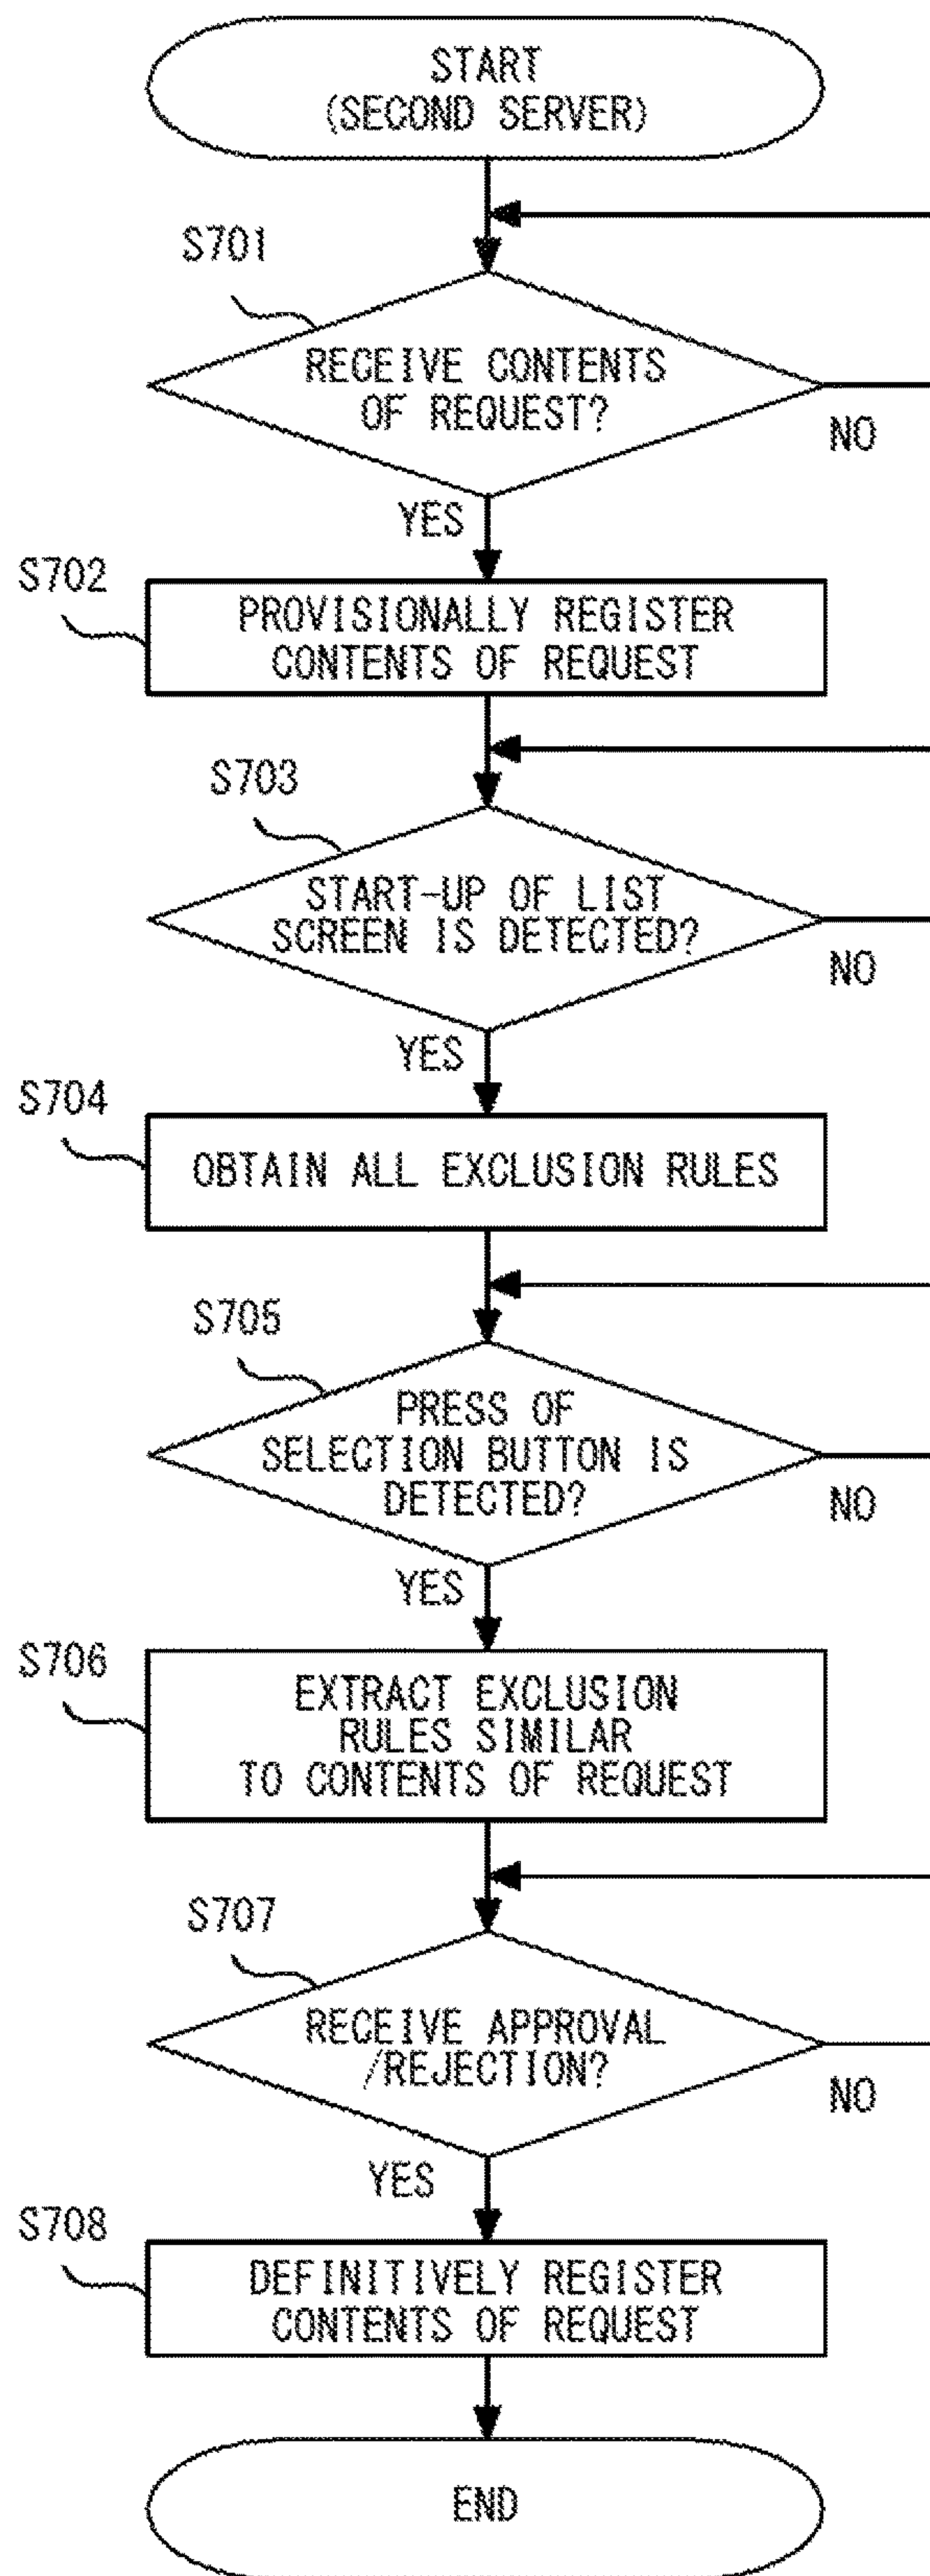 START
(SECOND SERVER)
S701
RECEIVE CONTENTS
OF REQUEST?
NO
YES
S702
PROVISIONALLY REGISTER
CONTENTS OF REQUEST
S703
START-UP OF LIST
SCREEN IS DETECTED?
NO
YES
S704
OBTAIN ALL EXCLUSION RULES
S705
PRESS OF
SELECTION BUTTON IS
DETECTED?
NO
YES
S706
EXTRACT EXCLUSION
RULES SIMILAR
TO CONTENTS OF REQUEST
S707
RECEIVE APPROVAL
/REJECTION?
NO
YES
S708
DEFINITIVELY REGISTER
CONTENTS OF REQUEST
END